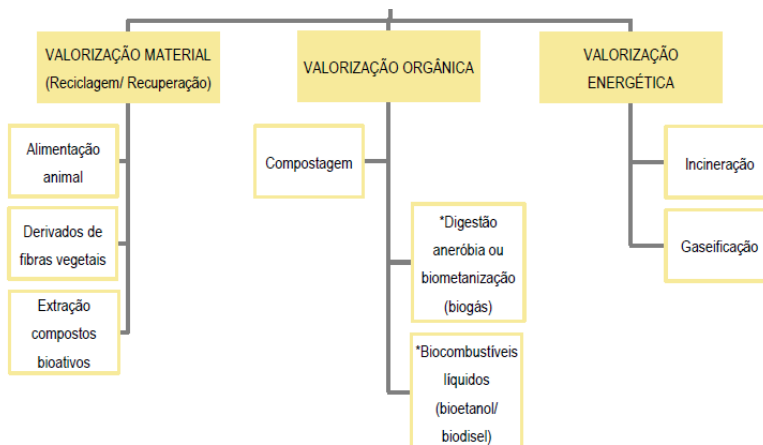 VALORIZAÇÃO MATERIAL
(Reciclagem/ Recuperação)
Alimentação
animal
Derivados de
fibras vegetais
Extração
compostos
bioativos
VALORIZAÇÃO ORGÂNICA
Compostagem
*Digestão
aneróbia ou
biometanização
(biogás)
*Biocombustíveis
líquidos
(bioetanol/
biodisel)
VALORIZAÇÃO
ENERGÉTICA
Incineração
Gaseificação